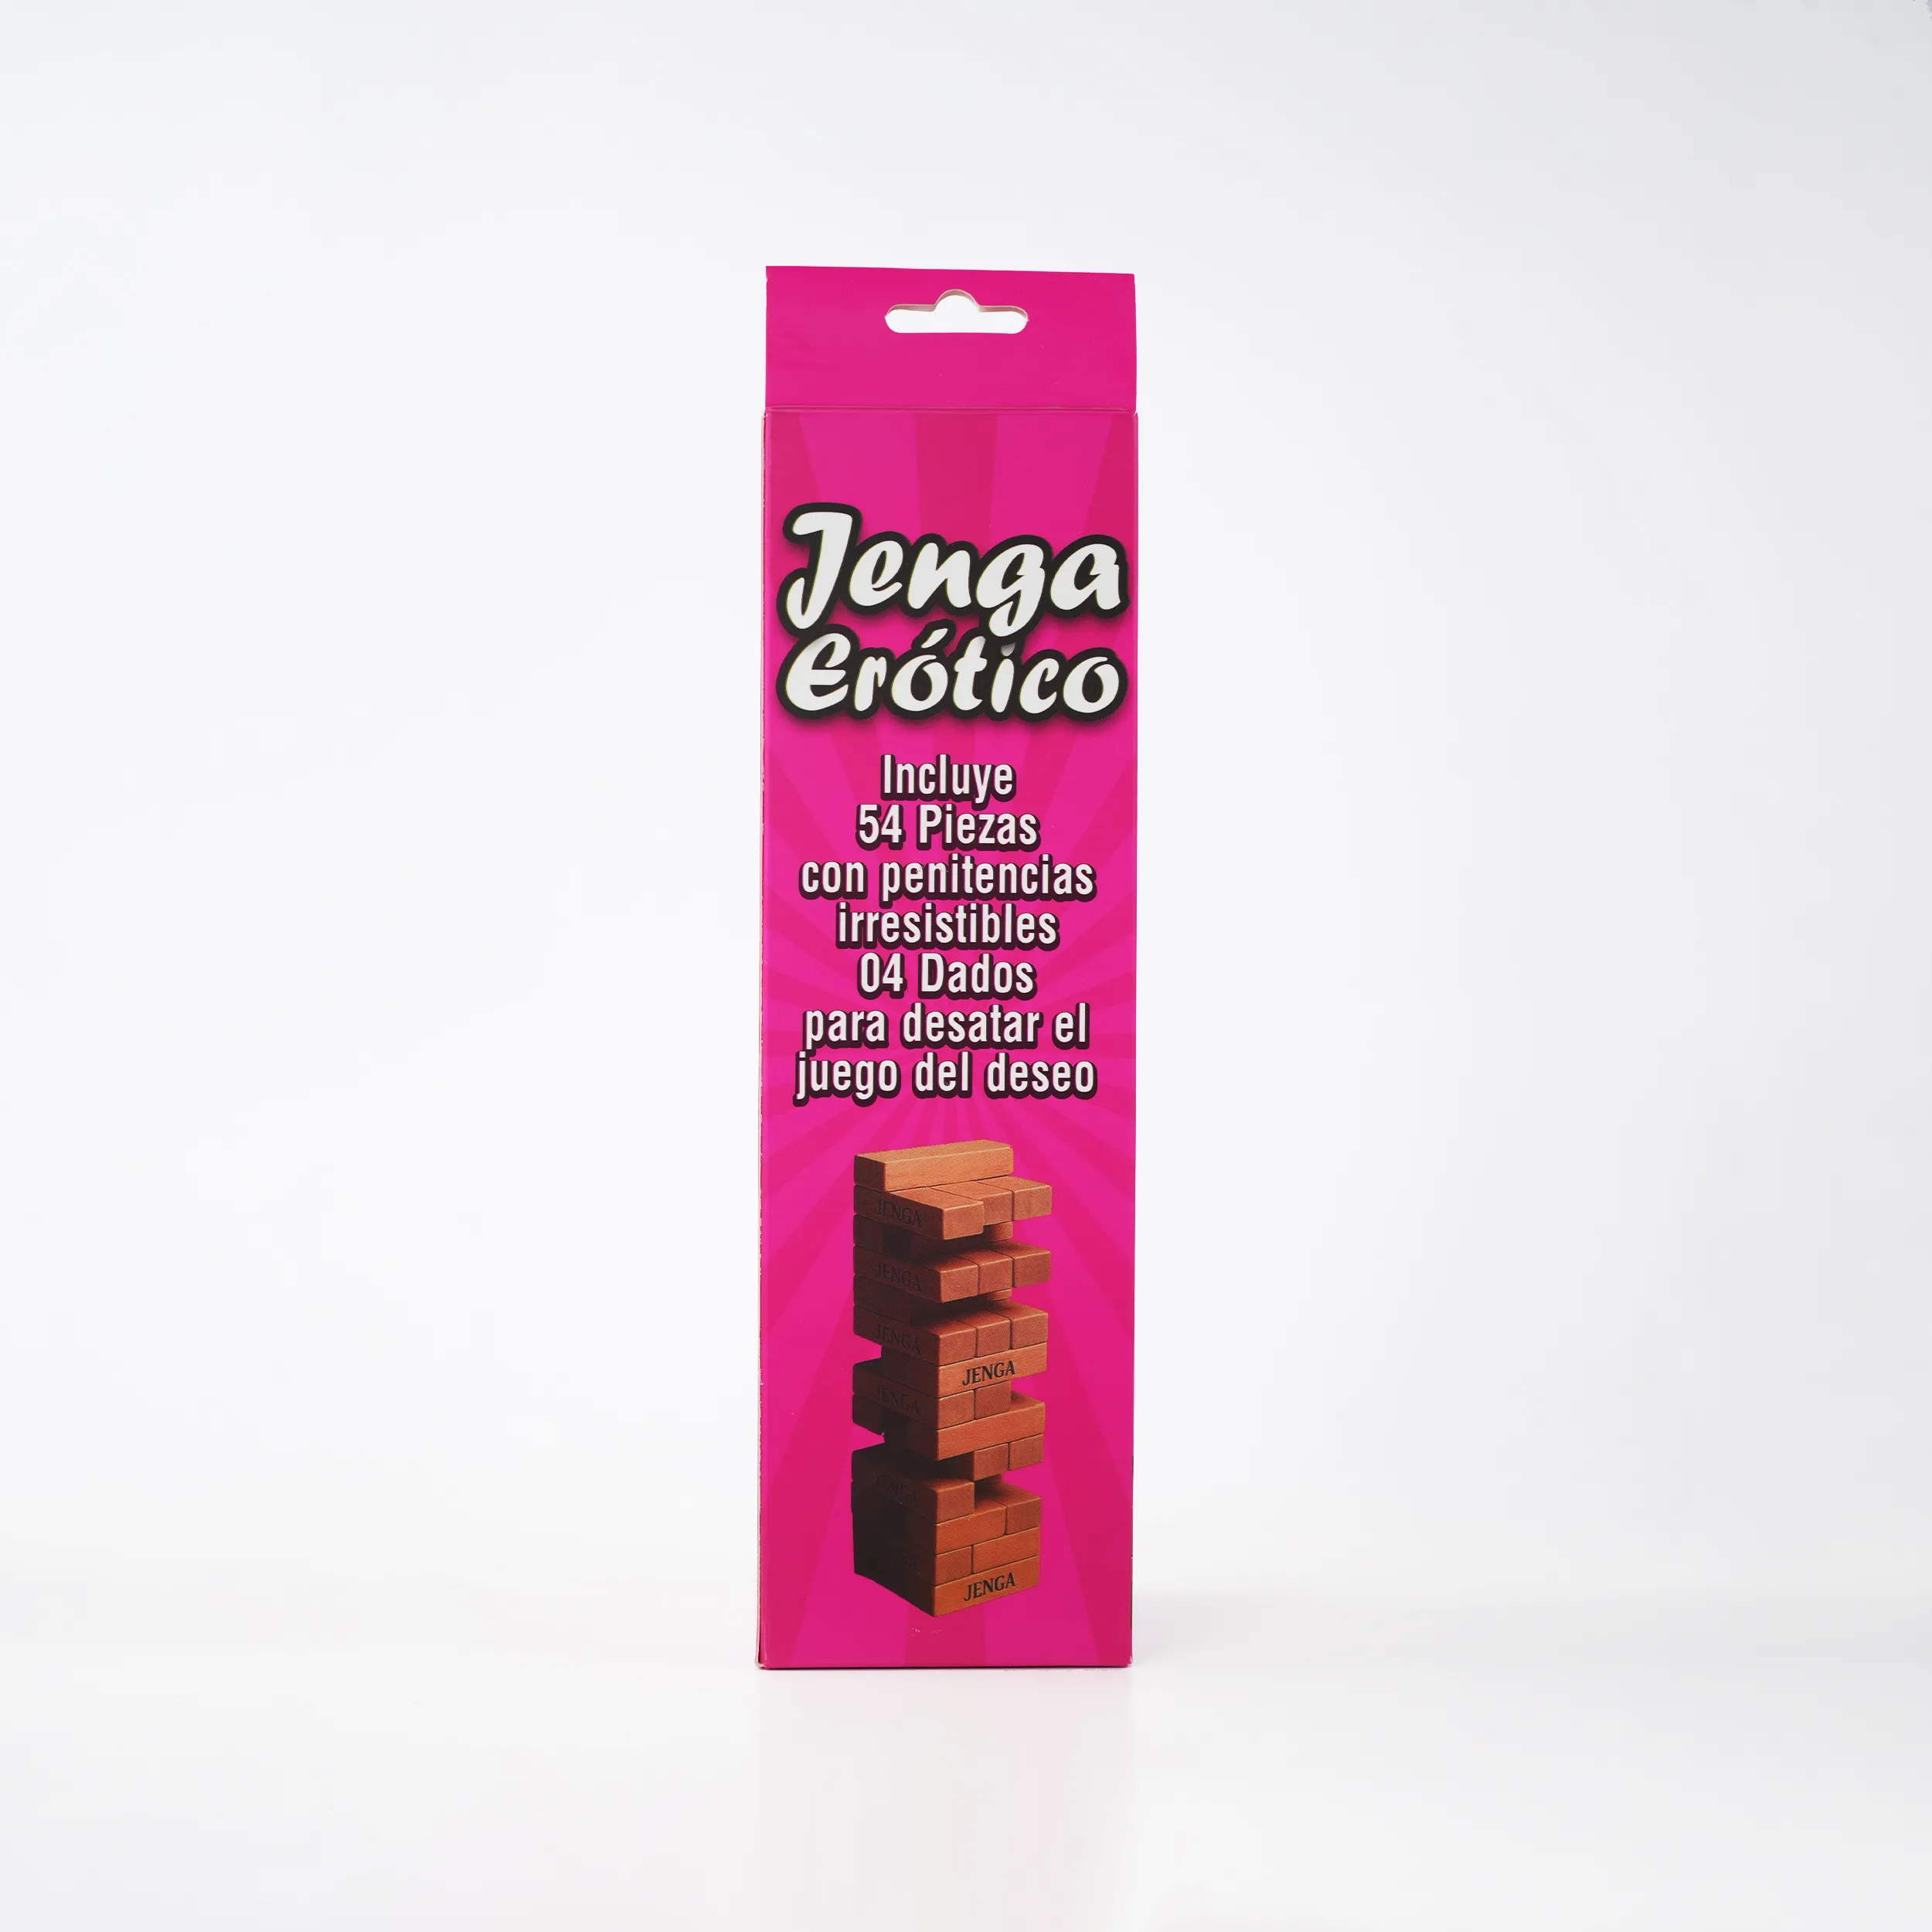 Jenga
Erótico
Incluye
54 Piezas
con penitencias
irresistibles
04 Dados
para desatar el
juego del deseo
JENGA
JENGA
JENGA
JENGA
JENGA
JENGA